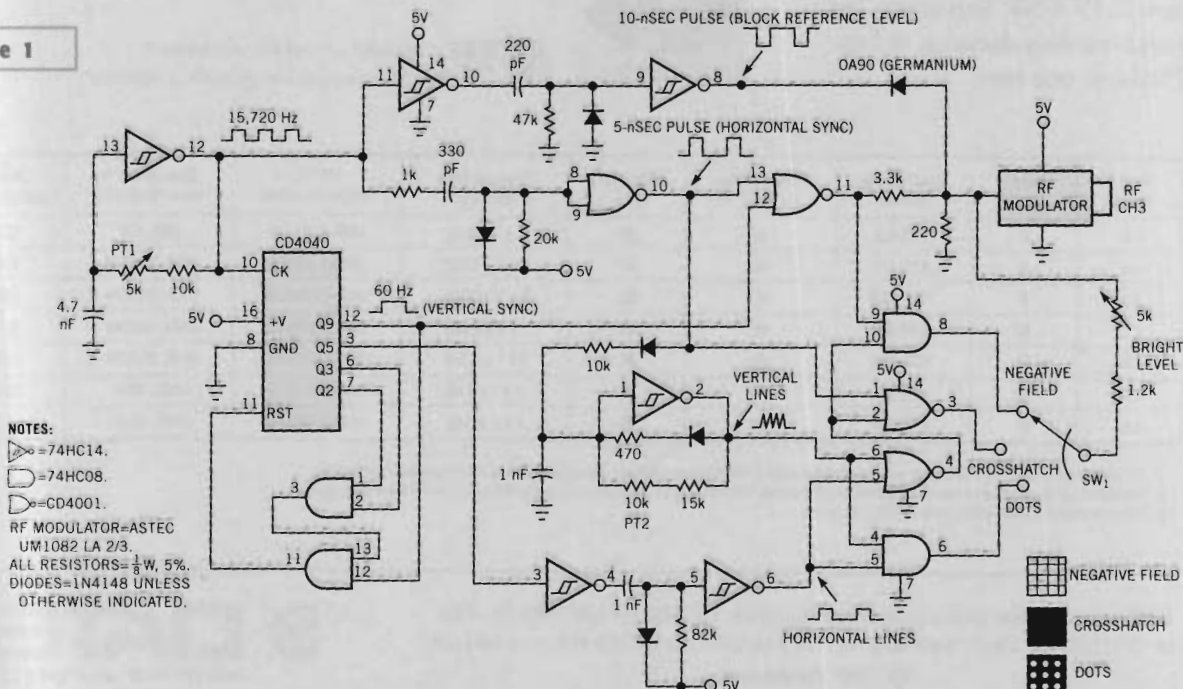 e 1
10-nSEC PULSE (BLOCK REFERENCE LEVEL)
5V
14
11
10
7
220
pF
9
8
47k
OA90 (GERMANIUM)
5-nSEC PULSE (HORIZONTAL SYNC)
15,720 Hz
13
12
1k
330
pF
8
9
10
20k
5V
13
12
11
3.3k
220
5V
RF
MODULATOR
RF
CH3
PT1
5k
10k
4.7
nF
CD4040
10
CK
5V
16
+V
8
GND
11
RST
Q9
12
Q5
3
Q3
6
Q2
7
60 Hz
(VERTICAL SYNC)
10k
1
2
VERTICAL
LINES
470
1 nF
10k
15k
PT2
5V
14
9
10
8
5V
14
1
2
3
6
5
4
7
4
5
6
7
NEGATIVE
FIELD
CROSSHATCH
DOTS
SW1
5k
BRIGHT
LEVEL
1.2k
3
1
2
11
13
12
3
4
1 nF
5
6
82k
5V
HORIZONTAL LINES
NOTES:
=74HC14.
=74HC08.
=CD4001.
RF MODULATOR=ASTEC
UM1082 LA 2/3.
ALL RESISTORS=1/8W, 5%.
DIODES=1N4148 UNLESS
OTHERWISE INDICATED.
NEGATIVE FIELD
CROSSHATCH
DOTS